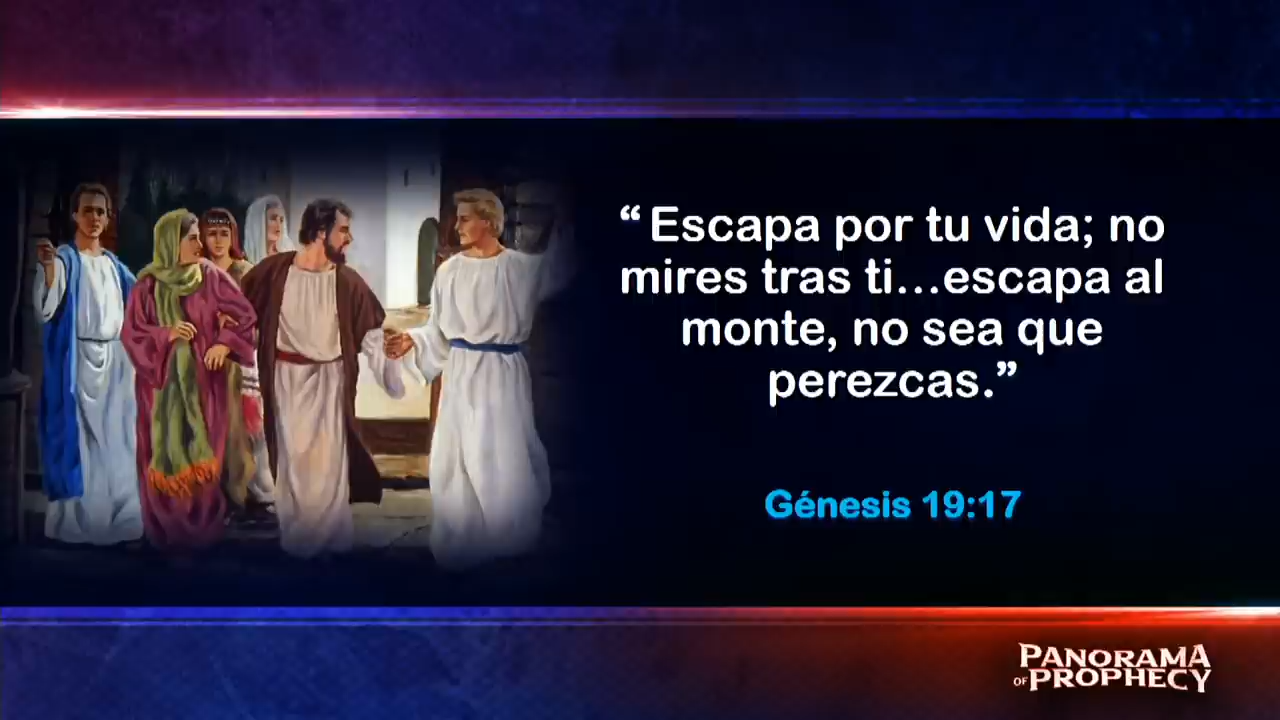 “ Escapa por tu vida; no
mires tras ti...escapa al
monte, no sea que
perezcas.”
Génesis 19:17
PANORAMA
OF PROPHECY